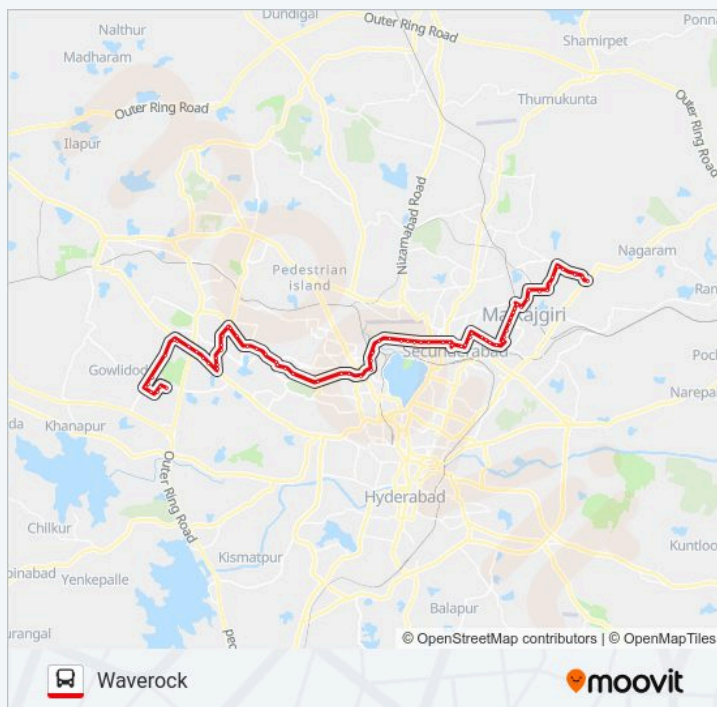 Dundigal
Ponna
Nalthur
Outer Ring Road
Shamirpet
Madharam
Thumukunta
Outer Ring Road
Outer Ring Road
Ilapur
Nizamabad Road
Nagaram
Pedestrian
island
Ran
Malkajgiri
Secunderabad
Gowlidod
Poch
Narepa
Khanapur
da
Outer Ring Road
Hyderabad
Chilkur
Kismatpur
Kuntloo
pinabad
Yenkepalle
Balapur
urangal
© OpenStreetMap contributors | © OpenMapTiles
Waverock
moovit